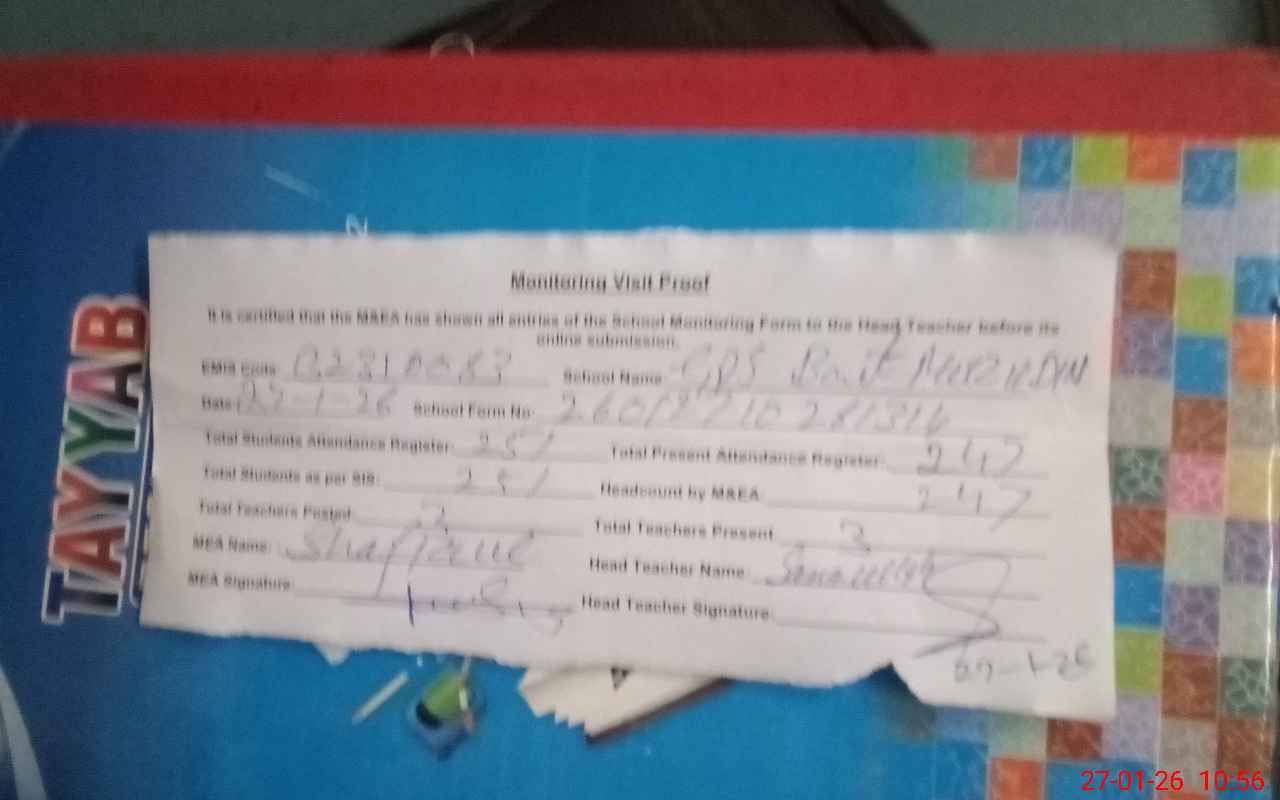 Monitoring Visit Proof
It is certified that the M&EA has shown all entries of the School Monitoring Form to the Head Teacher before its
online submission.
EMIS Code: School Name: GPS
Date: 27-1-26 School Form No:
Total Students Attendance Register: 251 Total Present Attendance Register: 247
Total Students as per SIS: 251 Headcount by M&EA: 247
Total Teachers Posted: 3 Total Teachers Present 3
MEA Name: Head Teacher Name: Sanaullah
MEA Signature: Head Teacher Signature:
27-1-26
TAYYAB
27-01-26 10:56